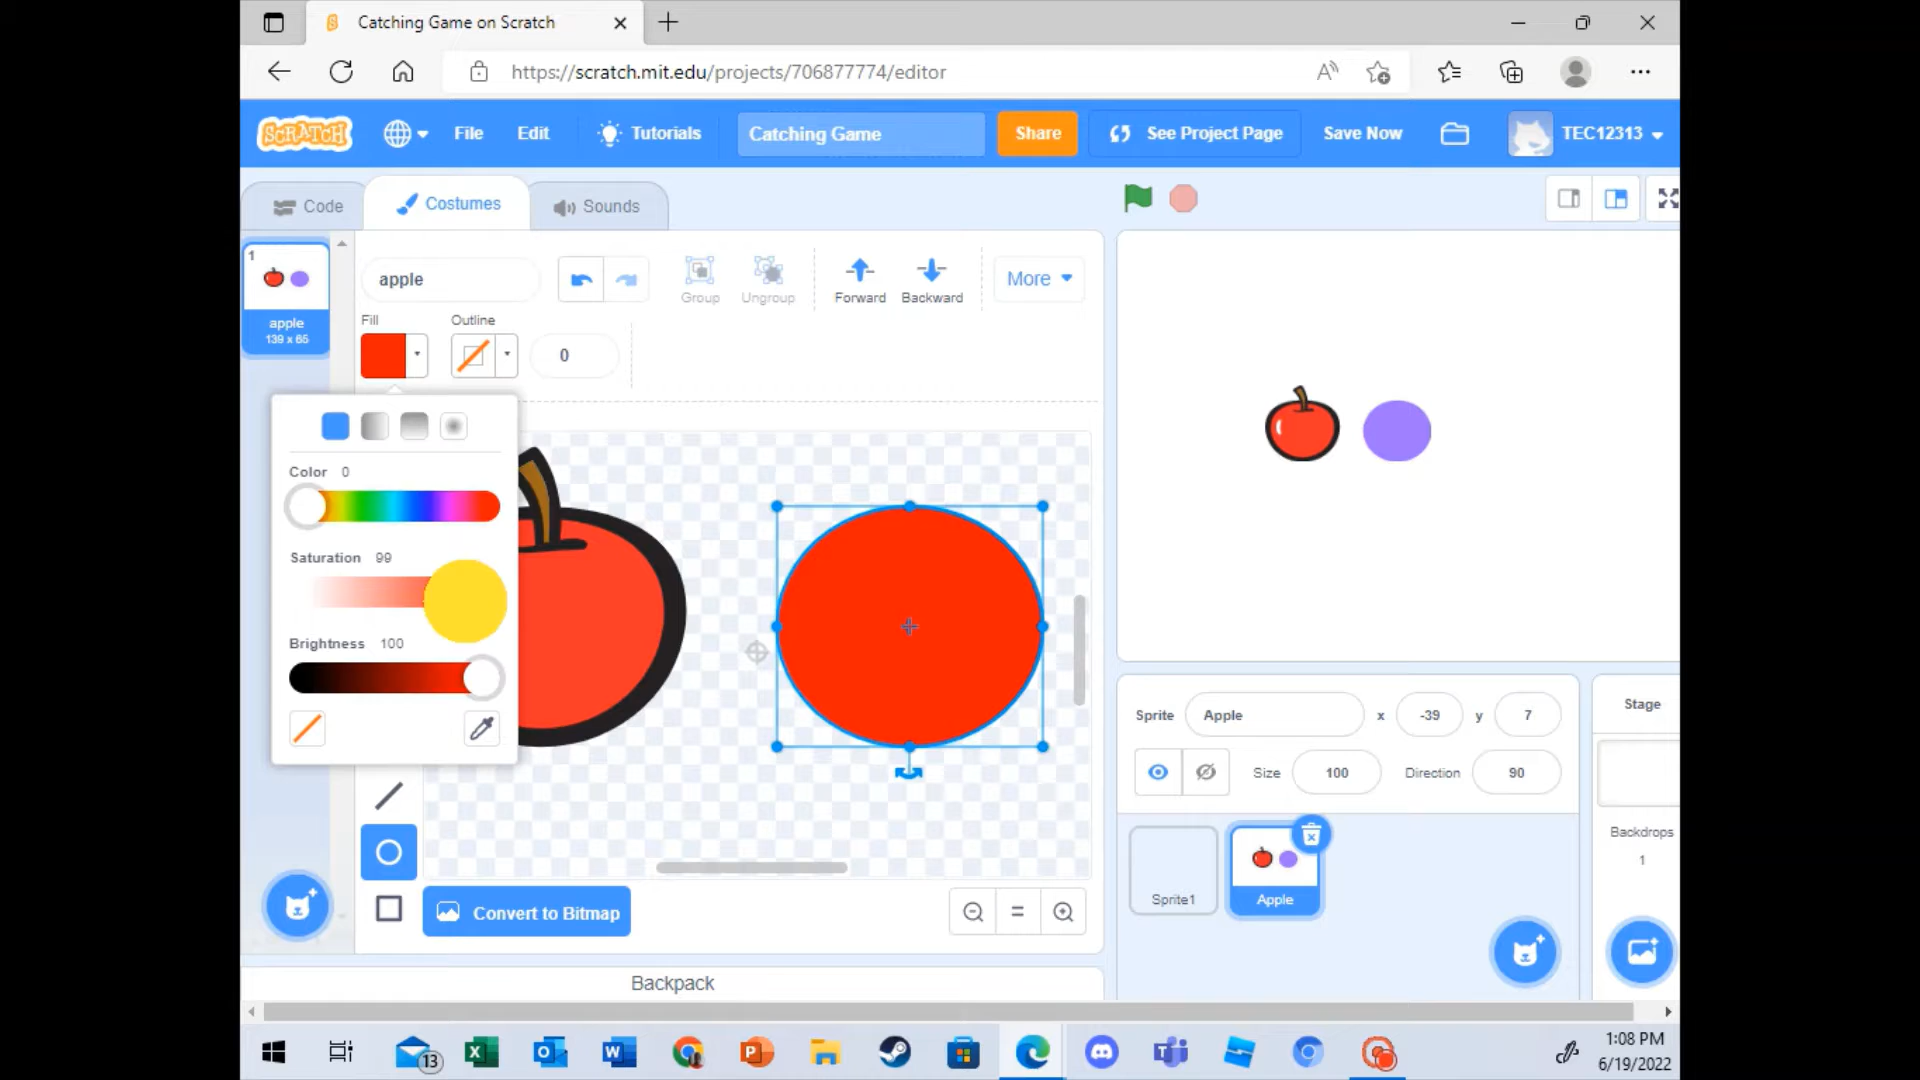 Catching Game on Scratch
https://scratch.mit.edu/projects/706877774/editor
SCRATCH
File
Edit
Tutorials
Catching Game
Share
See Project Page
Save Now
TEC12313
Code
Costumes
Sounds
1
apple
139 x 65
apple
Group
Ungroup
Forward
Backward
More
Fill
Outline
0
Color 0
Saturation 99
Brightness 100
Convert to Bitmap
Backpack
Sprite
Apple
x
-39
y
7
Size
100
Direction
90
Sprite1
Apple
Stage
Backdrops
1
13
1:08 PM
6/19/2022